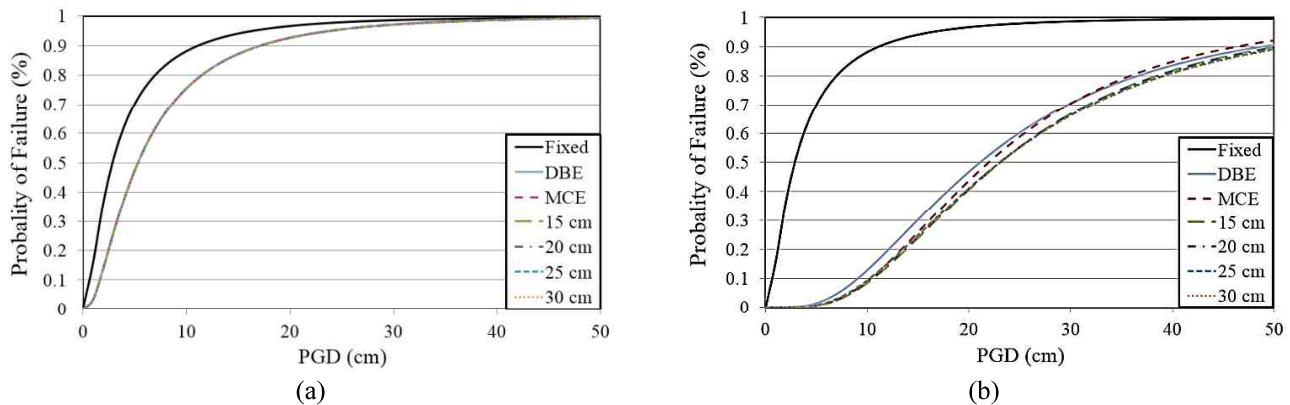 Probality of Failure (%)
1
0.9
0.8
0.7
0.6
0.5
0.4
0.3
0.2
0.1
0
0 10 20 30 40 50
PGD (cm)
Fixed
DBE
MCE
15 cm
20 cm
25 cm
30 cm
(a)
Probality of Failure (%)
1
0.9
0.8
0.7
0.6
0.5
0.4
0.3
0.2
0.1
0
0 10 20 30 40 50
PGD (cm)
Fixed
DBE
MCE
15 cm
20 cm
25 cm
30 cm
(b)